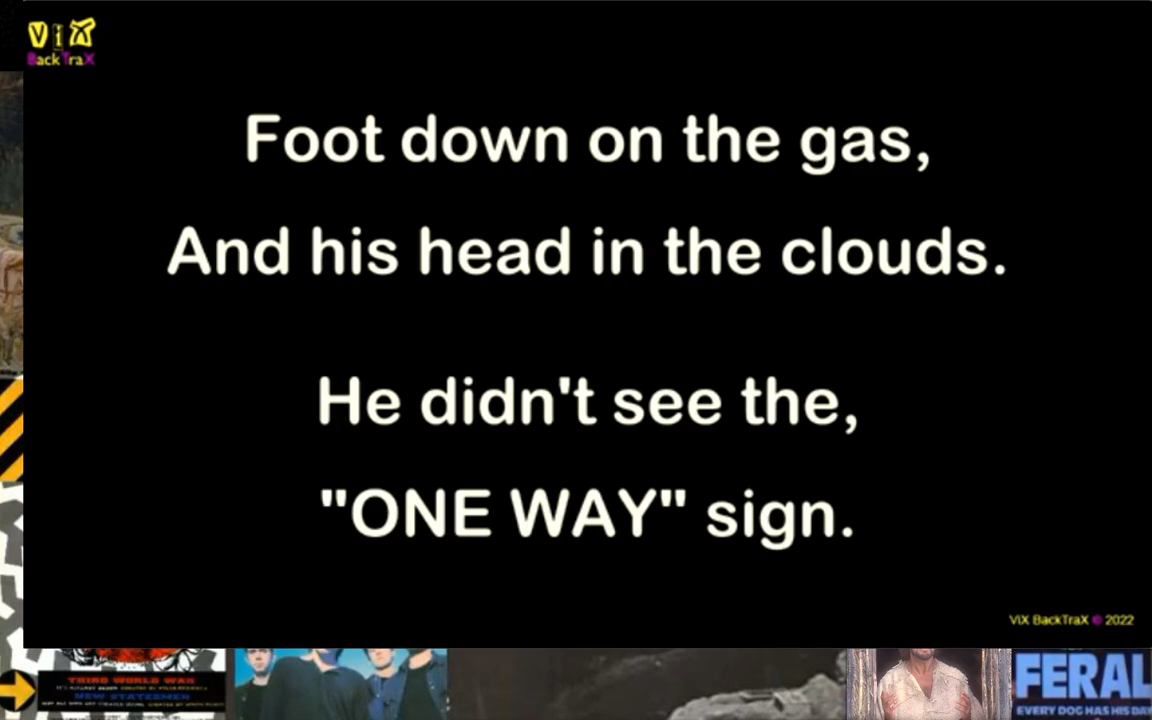 ViX
BackTraX
Foot down on the gas,
And his head in the clouds.
He didn't see the,
"ONE WAY" sign.
ViX BackTraX © 2022
THIRD WORLD WAR
NEW STATESMEN
FERAL
EVERY DOG HAS HIS DAY